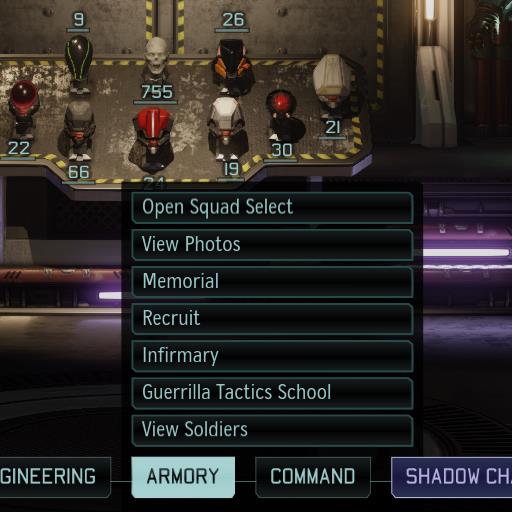 9
26
755
22
21
66
19
30
24
Open Squad Select
View Photos
Memorial
Recruit
Infirmary
Guerrilla Tactics School
View Soldiers
GINEERING
ARMORY
COMMAND
SHADOW CH